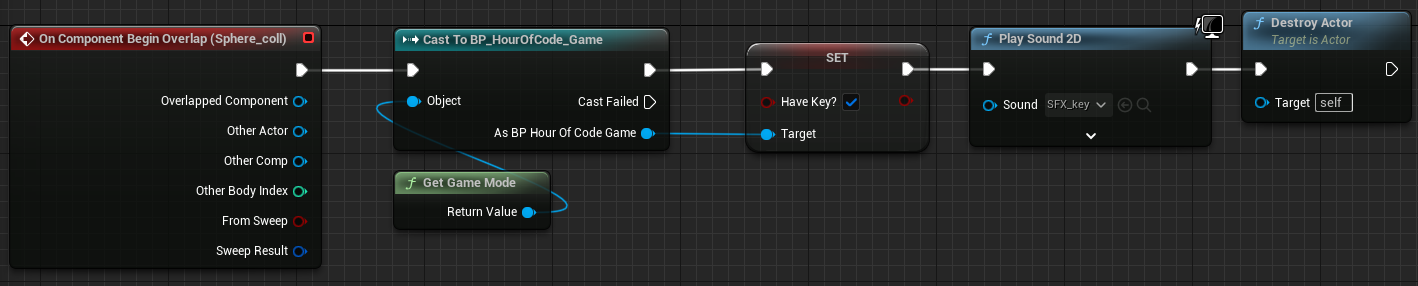 On Component Begin Overlap (Sphere_coll)
Overlapped Component
Other Actor
Other Comp
Other Body Index
From Sweep
Sweep Result
Cast To BP_HourOfCode_Game
Object
Cast Failed
As BP Hour Of Code Game
f Get Game Mode
Return Value
SET
Have Key?
Target
f Play Sound 2D
Sound SFX_key
f Destroy Actor
Target is Actor
Target self